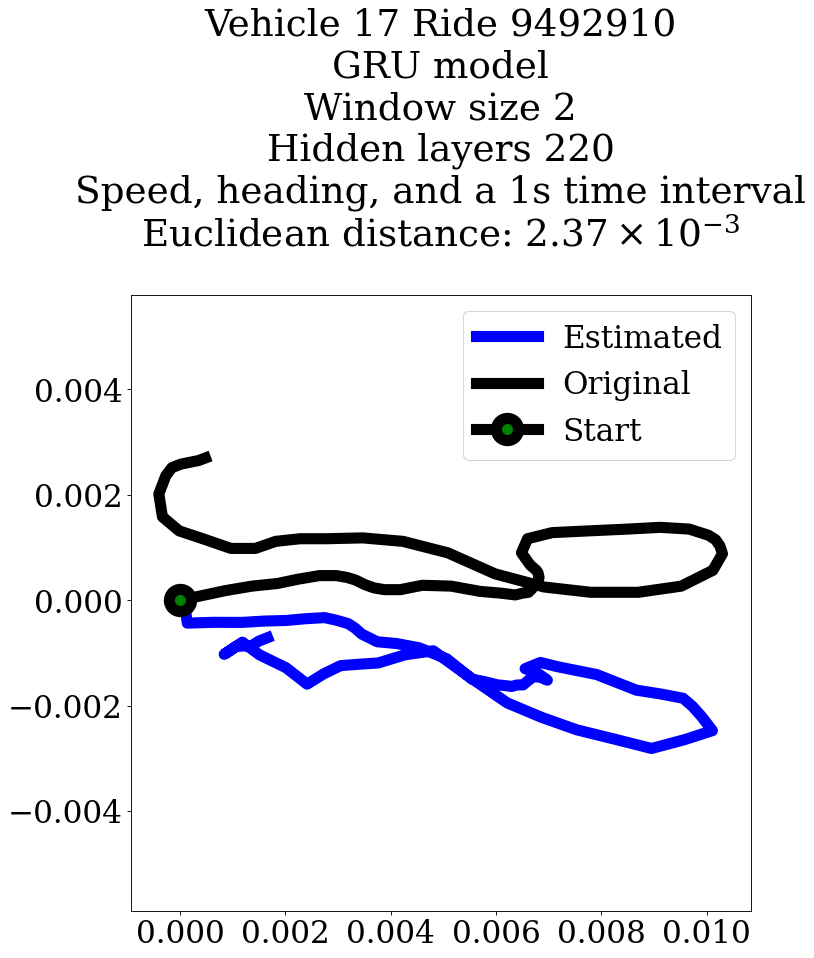 Vehicle 17 Ride 9492910
GRU model
Window size 2
Hidden layers 220
Speed, heading, and a 1s time interval
Euclidean distance: 2.37 × 10⁻³
Estimated
Original
Start
0.004
0.002
0.000
−0.002
−0.004
0.000 0.002 0.004 0.006 0.008 0.010